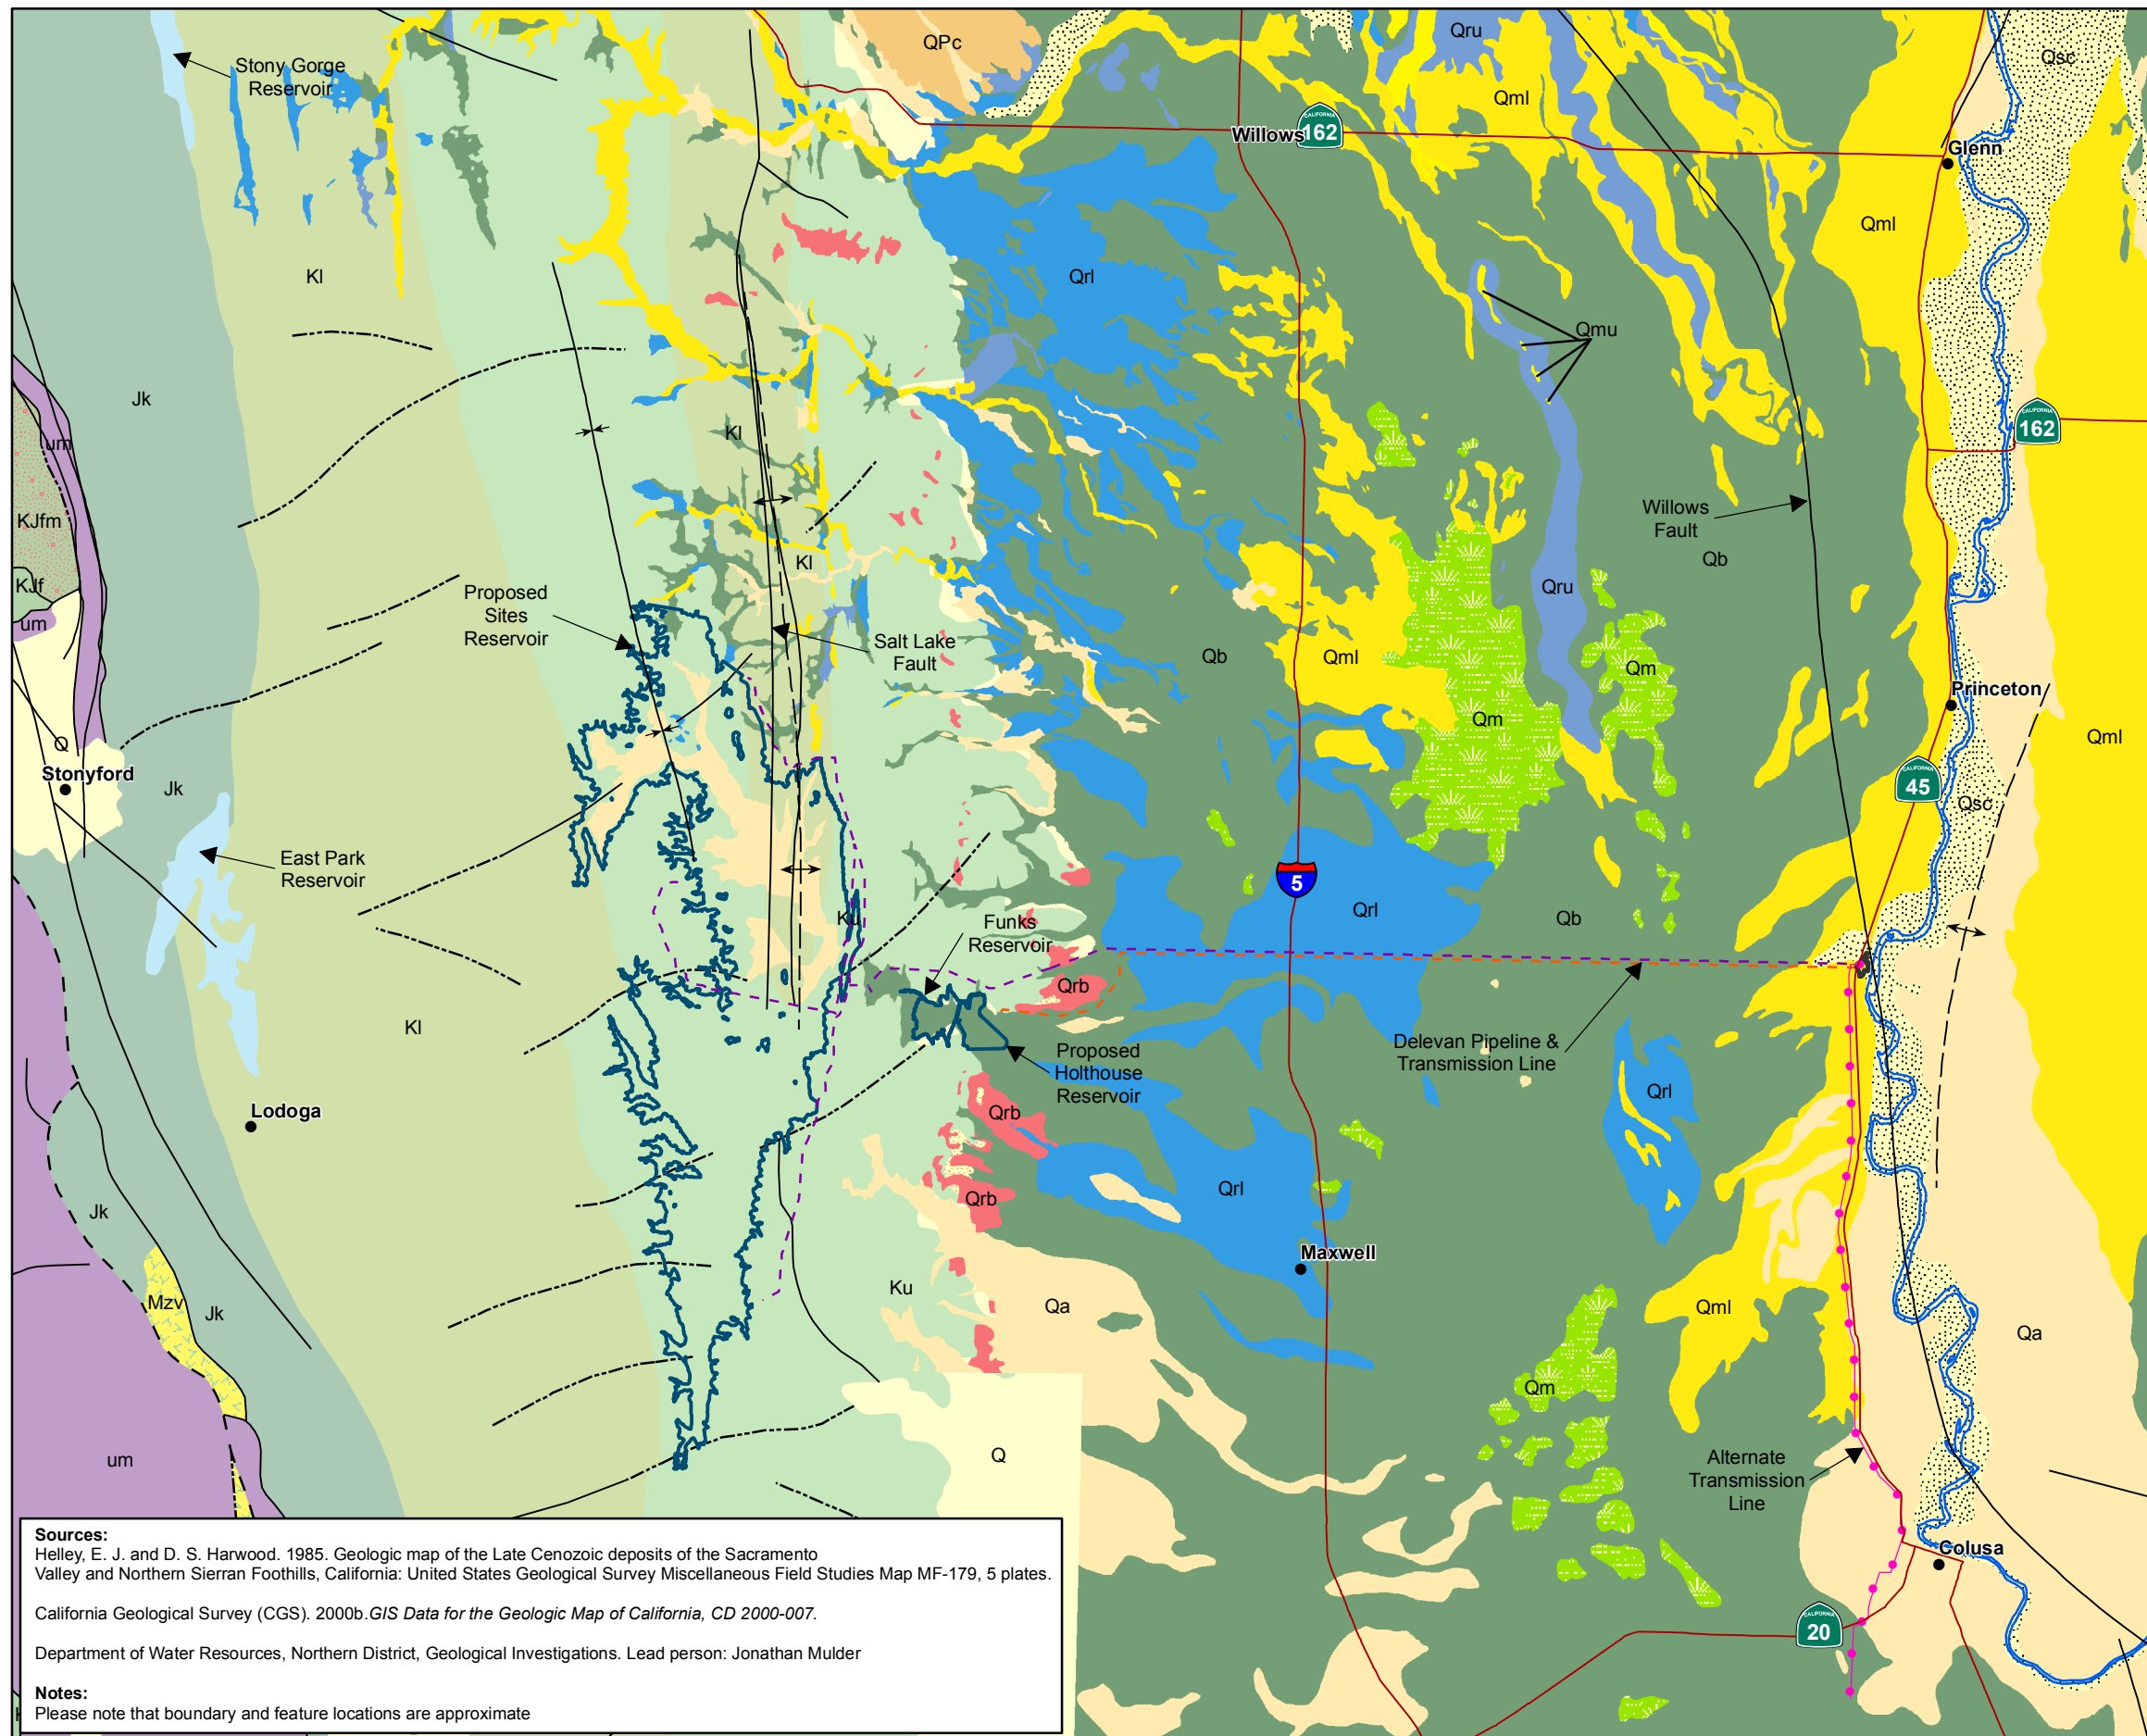 QPc
Qru
Qsc
Stony Gorge
Reservoir
Qml
Willows
CALIFORNIA
162
Glenn
Qml
Kl
Qrl
Qmu
Jk
um
Kl
CALIFORNIA
162
KJfm
Willows
Fault
Qb
Kl
KJf
um
Proposed
Sites
Reservoir
Qru
Salt Lake
Fault
Qb
Qml
Qm
Princeton
Qm
Q
Qml
Stonyford
Jk
CALIFORNIA
45
Qsc
East Park
Reservoir
5
Ku
Funks
Reservoir
Qrl
Qb
Qrb
Kl
Delevan Pipeline &
Transmission Line
Proposed
Holthouse
Reservoir
Qrl
Lodoga
Qrb
Qrl
Qrb
Jk
Maxwell
Ku
Qa
Mzv
Jk
Qml
Qa
Qm
um
Q
Alternate
Transmission
Line
Colusa
CALIFORNIA
20
Sources:
Helley, E. J. and D. S. Harwood. 1985. Geologic map of the Late Cenozoic deposits of the Sacramento
Valley and Northern Sierran Foothills, California: United States Geological Survey Miscellaneous Field Studies Map MF-179, 5 plates.
California Geological Survey (CGS). 2000b.GIS Data for the Geologic Map of California, CD 2000-007.
Department of Water Resources, Northern District, Geological Investigations. Lead person: Jonathan Mulder
Notes:
Please note that boundary and feature locations are approximate